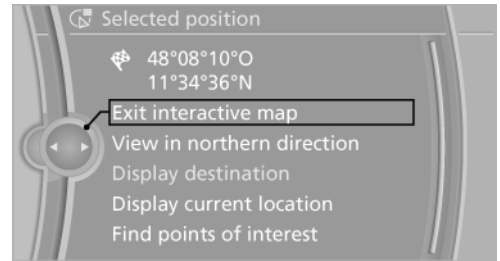 Selected position
48°08'10"O
11°34'36"N
Exit interactive map
View in northern direction
Display destination
Display current location
Find points of interest